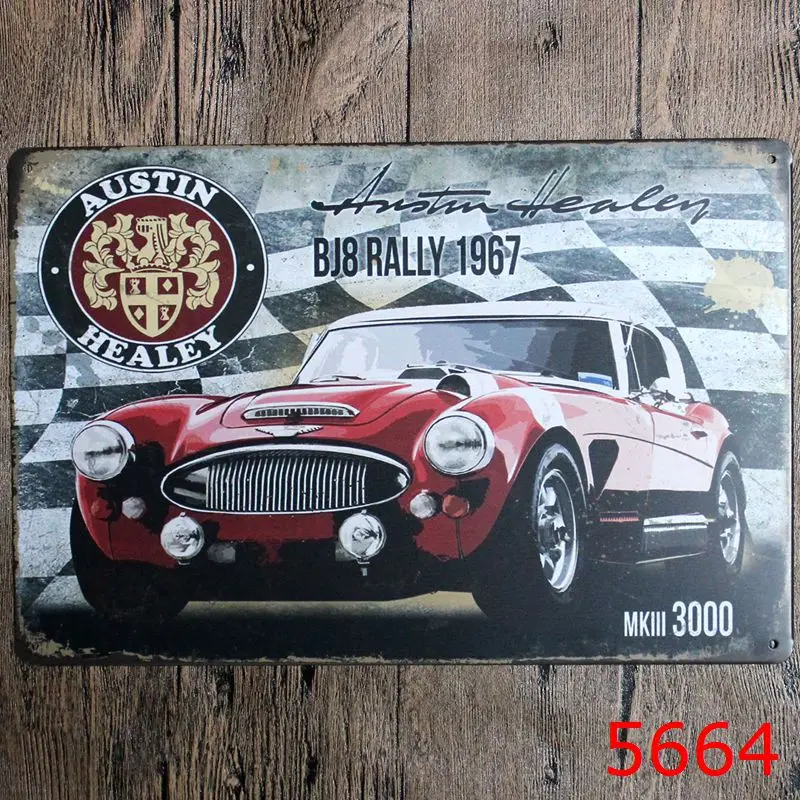 AUSTIN
HEALEY
Austin Healey
BJ8 RALLY 1967
MKIII 3000
5664